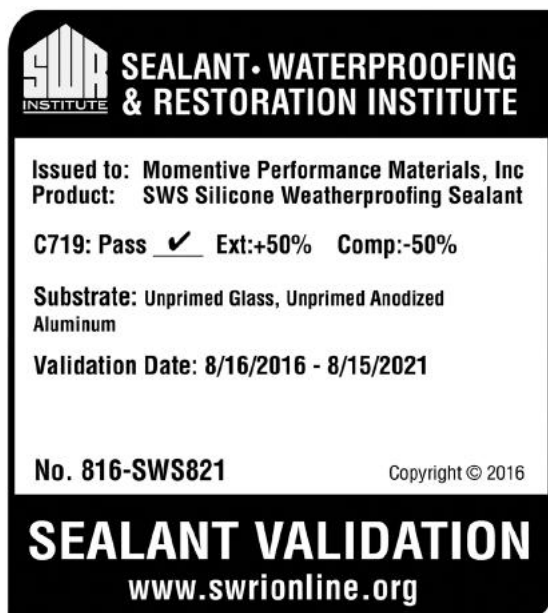 SWR
INSTITUTE
SEALANT • WATERPROOFING
& RESTORATION INSTITUTE
Issued to: Momentive Performance Materials, Inc
Product: SWS Silicone Weatherproofing Sealant
C719: Pass ✔ Ext:+50% Comp:-50%
Substrate: Unprimed Glass, Unprimed Anodized
Aluminum
Validation Date: 8/16/2016 - 8/15/2021
No. 816-SWS821 Copyright © 2016
SEALANT VALIDATION
www.swrionline.org